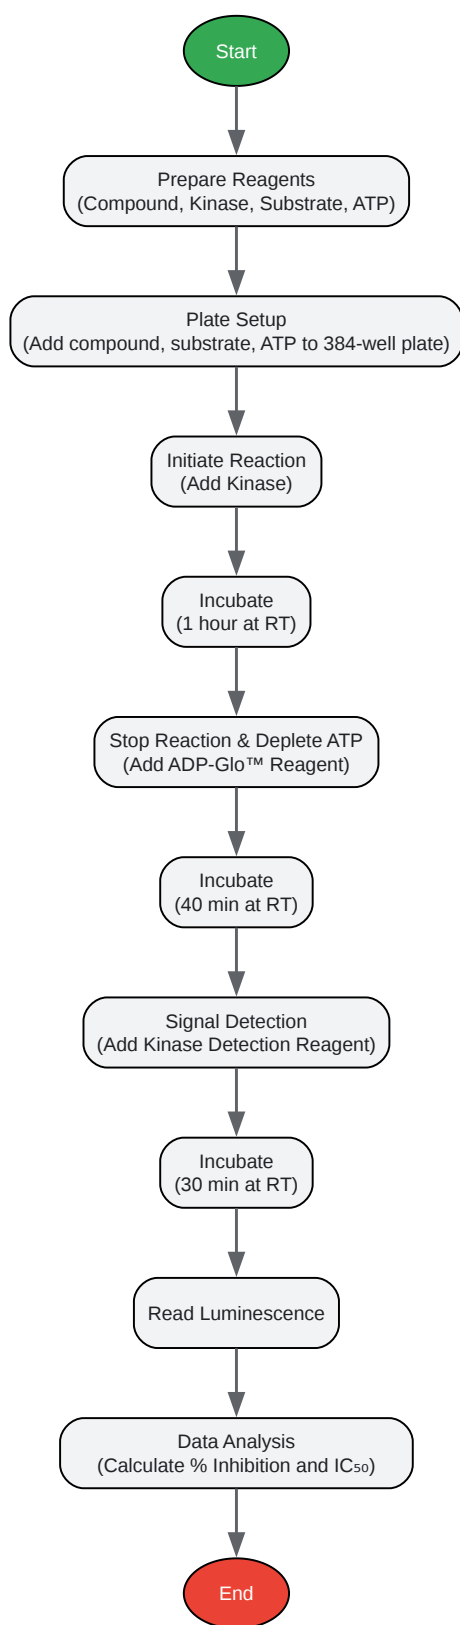 Start
Prepare Reagents
(Compound, Kinase, Substrate, ATP)
Plate Setup
(Add compound, substrate, ATP to 384-well plate)
Initiate Reaction
(Add Kinase)
Incubate
(1 hour at RT)
Stop Reaction & Deplete ATP
(Add ADP-Glo™ Reagent)
Incubate
(40 min at RT)
Signal Detection
(Add Kinase Detection Reagent)
Incubate
(30 min at RT)
Read Luminescence
Data Analysis
(Calculate % Inhibition and IC₅₀)
End